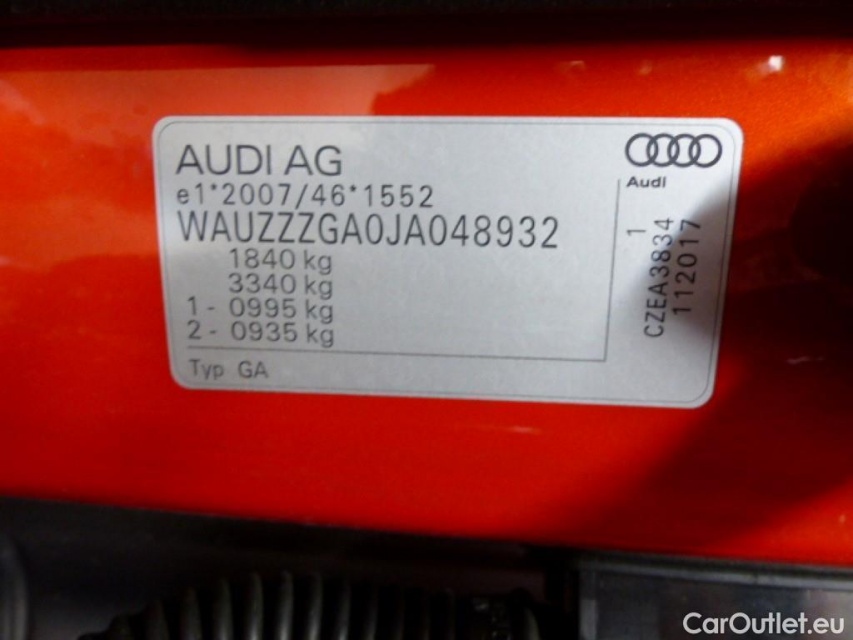 AUDI AG
e1*2007/46*1552
WAUZZZGA0JA048932
1840 kg
3340 kg
1 - 0995 kg
2 - 0935 kg
Typ GA
Audi
1
CZEA3834
112017
CarOutlet.eu